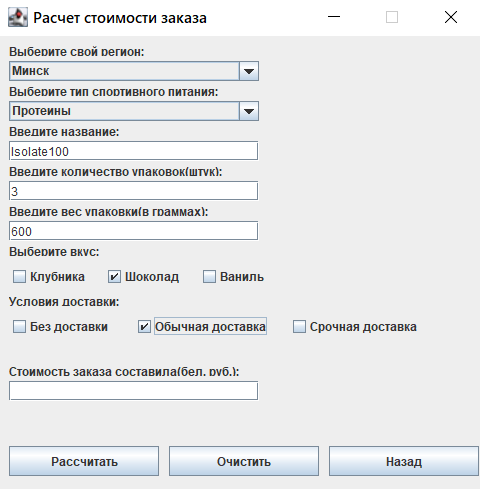 Расчет стоимости заказа
Выберите свой регион:
Минск
Выберите тип спортивного питания:
Протеины
Введите название:
Isolate100
Введите количество упаковок(штук):
3
Введите вес упаковки(в граммах):
600
Выберите вкус:
Клубника Шоколад Ваниль
Условия доставки:
Без доставки Обычная доставка Срочная доставка
Стоимость заказа составила(бел. руб.):
Рассчитать Очистить Назад